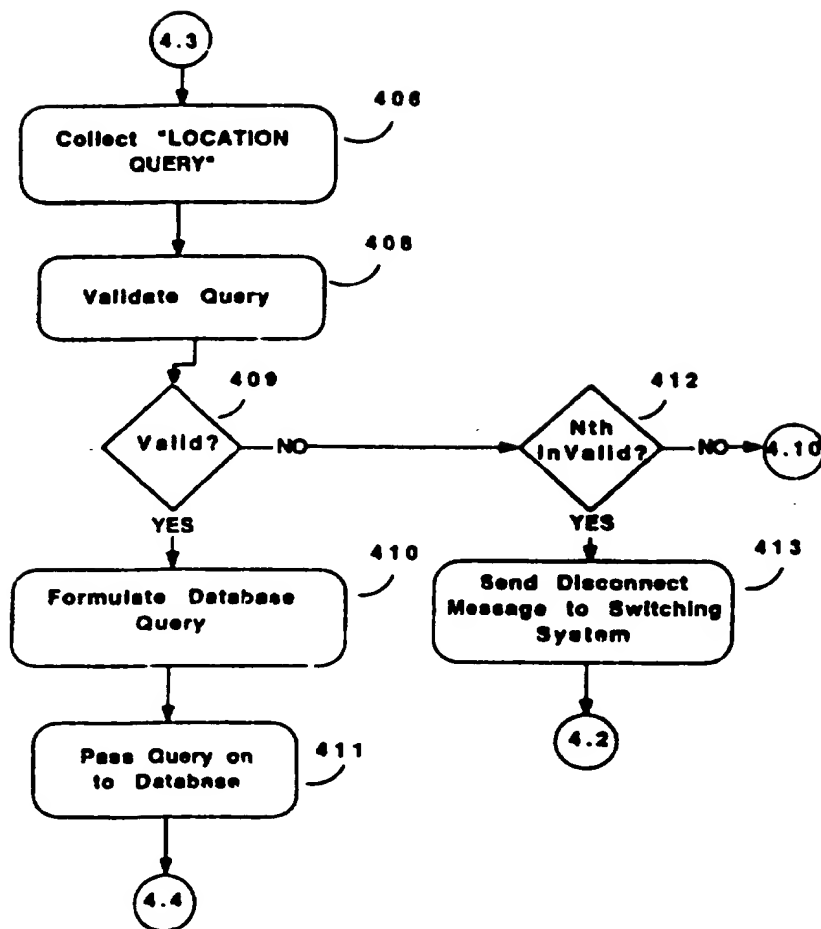 4.3
406
Collect "LOCATION
QUERY"
408
Validate Query
409
Valid?
NO
412
Nth
InValid?
NO
4.10
YES
YES
410
Formulate Database
Query
413
Send Disconnect
Message to Switching
System
411
Pass Query on
to Database
4.2
4.4